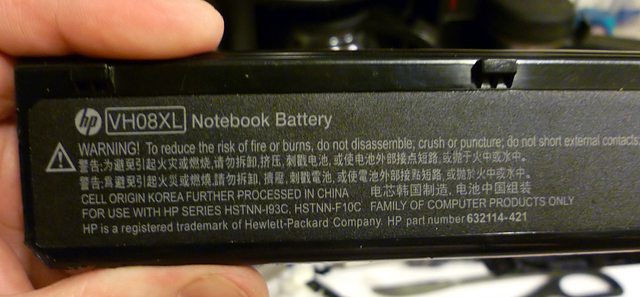 hp VH08XL Notebook Battery
WARNING! To reduce the risk of fire or burns, do not disassemble, crush or puncture; do not short external contacts;
警告:为避免引起火灾或燃烧,请勿拆卸,挤压,刺戳电池,或使电池外部接点短路,或抛于火中或水中。
警告:爲避免引起火災或燃燒,請勿拆卸,擠壓,刺戳電池,或使電池外部接點短路,或拋於火中或水中。
CELL ORIGIN KOREA FURTHER PROCESSED IN CHINA 电芯韩国制造, 电池中国组装
FOR USE WITH HP SERIES HSTNN-I93C, HSTNN-F10C FAMILY OF COMPUTER PRODUCTS ONLY
HP is a registered trademark of Hewlett-Packard Company. HP part number 632114-421